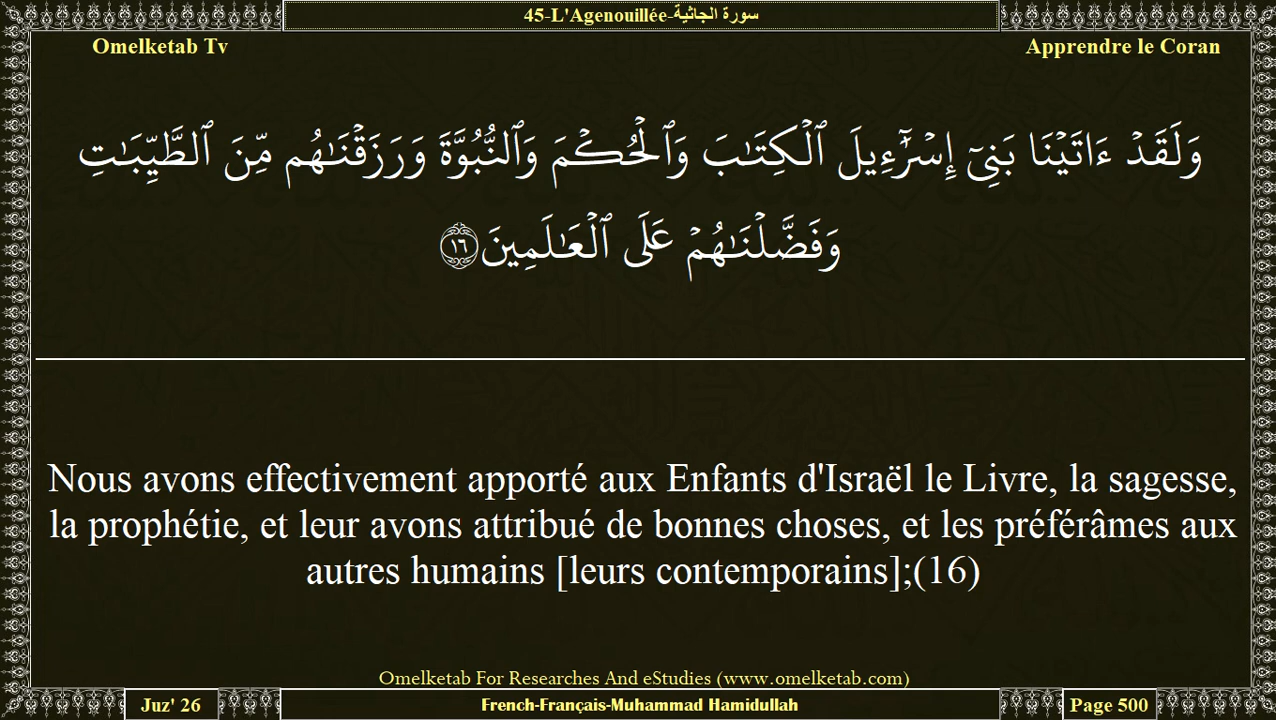 45-L'Agenouillée-سورة الجاثية
Omelketab Tv
Apprendre le Coran
وَلَقَدْ ءَاتَيْنَا بَنِىٓ إِسْرَٰٓءِيلَ ٱلْكِتَـٰبَ وَٱلْحُكْمَ وَٱلنُّبُوَّةَ وَرَزَقْنَـٰهُم مِّنَ ٱلطَّيِّبَـٰتِ
وَفَضَّلْنَـٰهُمْ عَلَى ٱلْعَـٰلَمِينَ ١٦
Nous avons effectivement apporté aux Enfants d'Israël le Livre, la sagesse,
la prophétie, et leur avons attribué de bonnes choses, et les préférâmes aux
autres humains [leurs contemporains];(16)
Omelketab For Researches And eStudies (www.omelketab.com)
Juz' 26
French-Français-Muhammad Hamidullah
Page 500